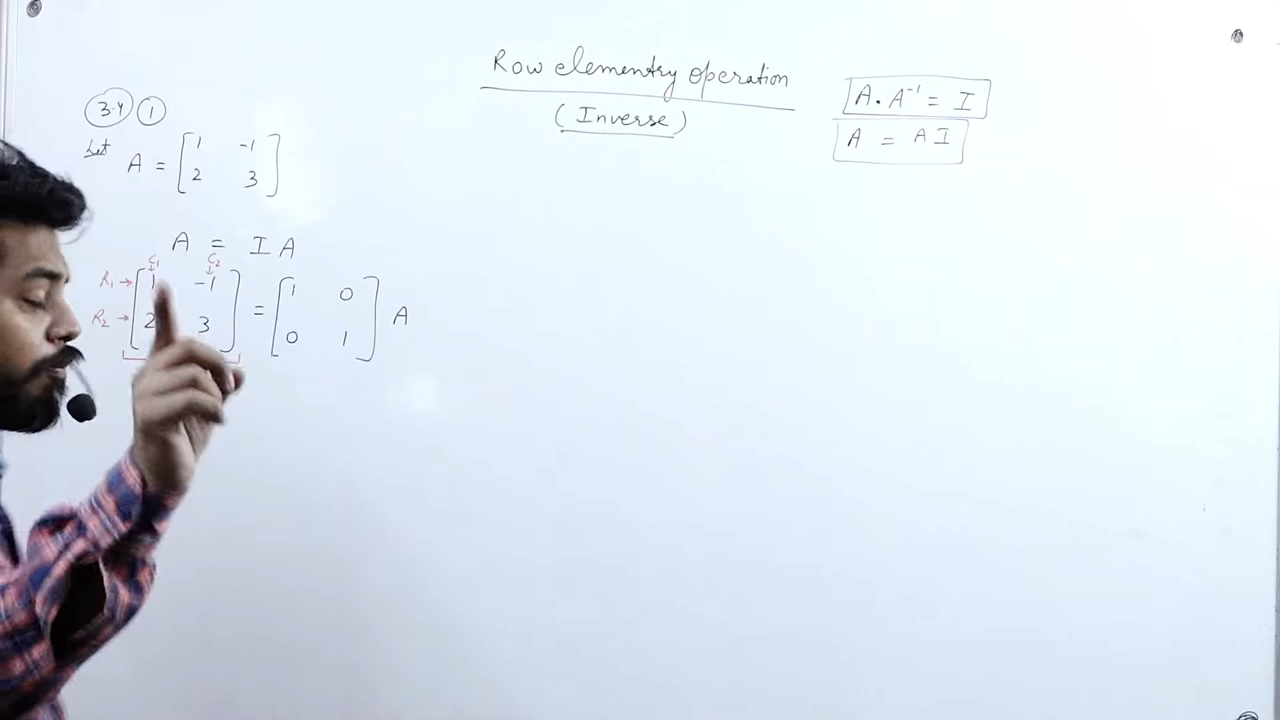 Row elementry operation
(Inverse)
A . A⁻¹ = I
A = A I
3.4 1
Let A = [ 1 -1
2 3 ]
A = I A
C1 C2
R1 → [ 1 -1 = [ 1 0
R2 → 2 3 ] 0 1 ] A